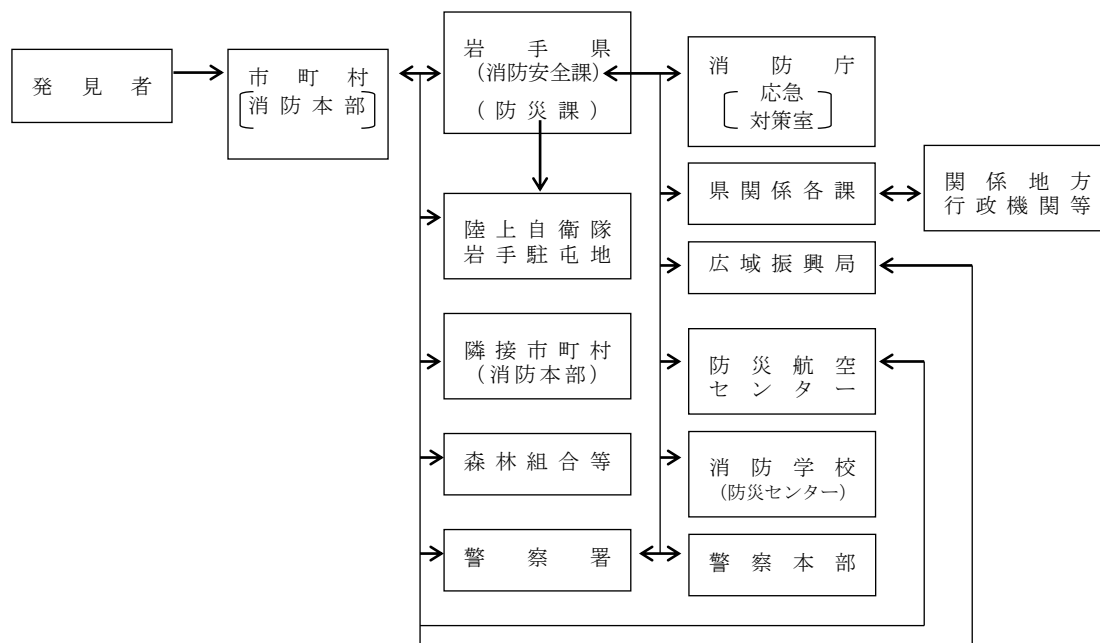 発見者
市町村
消防本部
岩手県
(消防安全課)
(防災課)
消防庁
応急
対策室
陸上自衛隊
岩手駐屯地
県関係各課
関係地方
行政機関等
広域振興局
隣接市町村
(消防本部)
防災航空
センター
森林組合等
消防学校
(防災センター)
警察署
警察本部